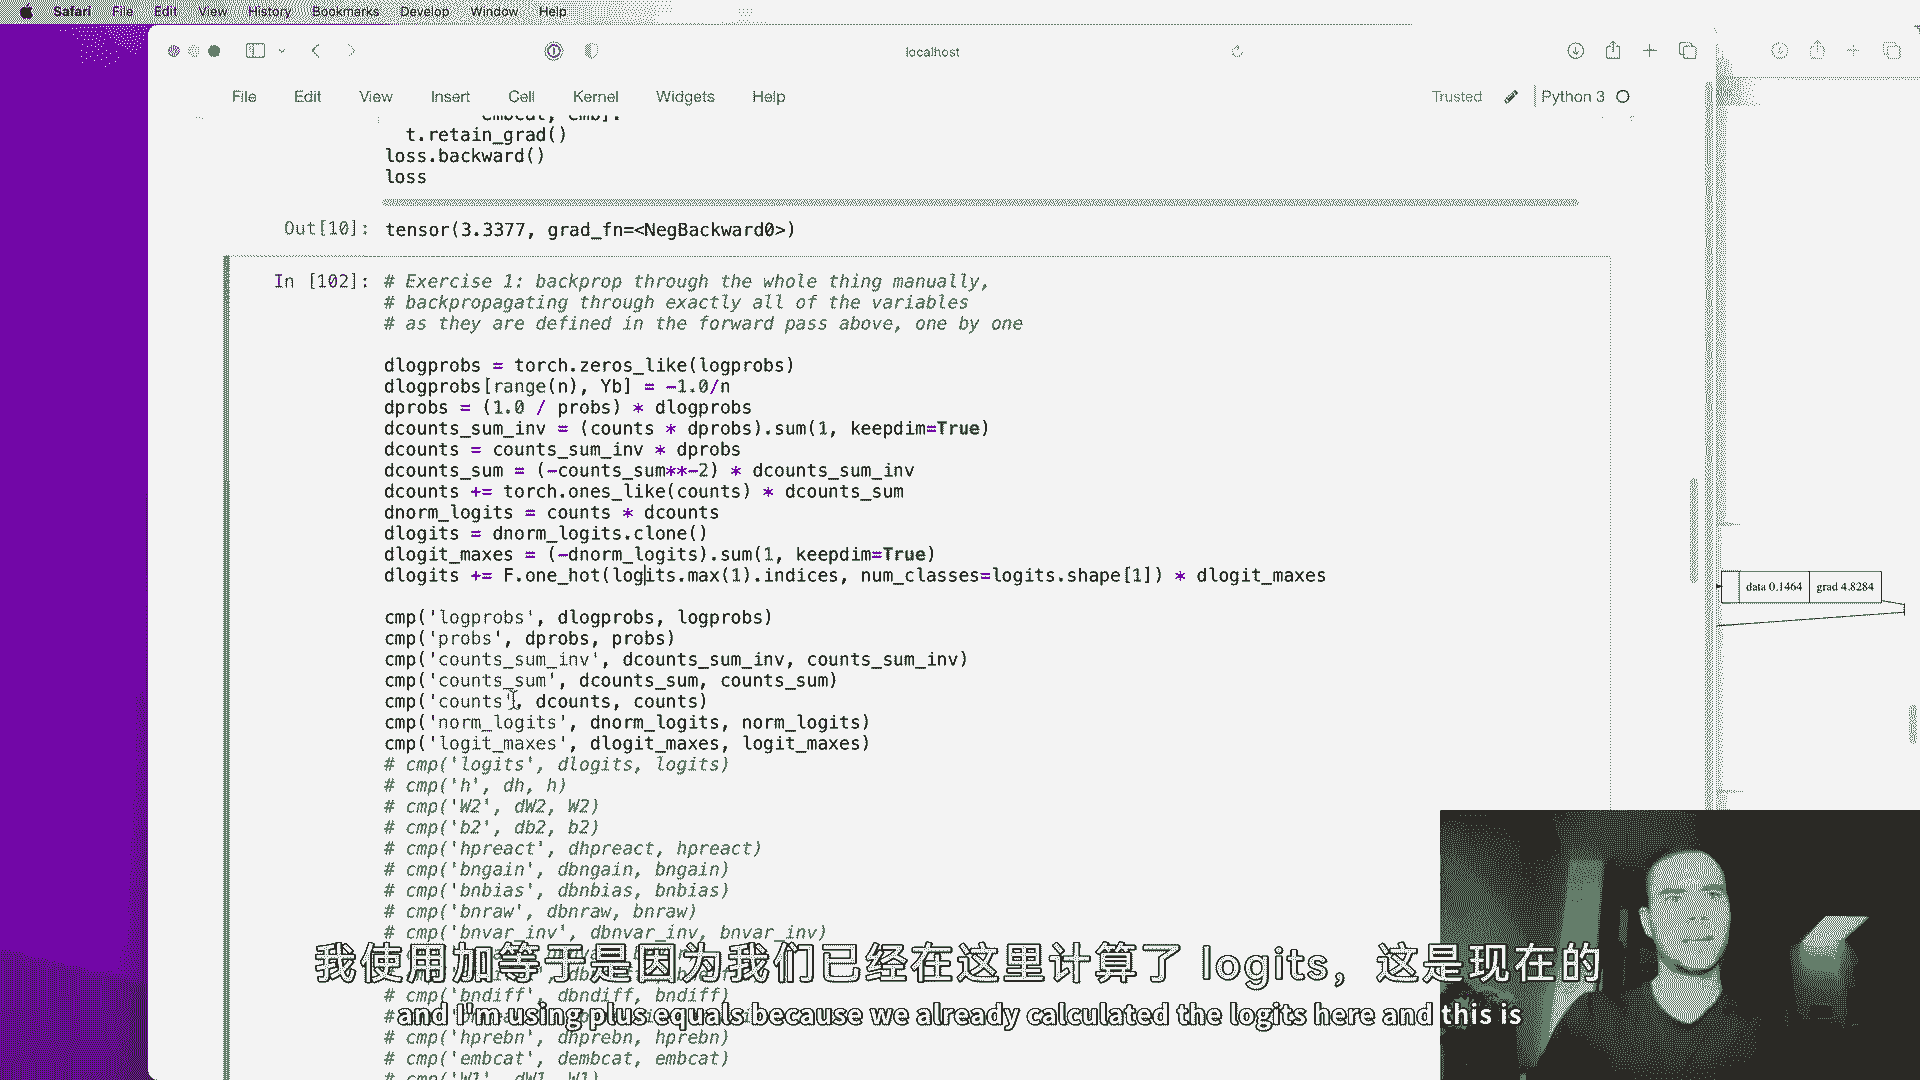 Safari File Edit View History Bookmarks Develop Window Help
localhost
File Edit View Insert Cell Kernel Widgets Help
Trusted Python 3
t.retain_grad()
loss.backward()
loss
Out[10]: tensor(3.3377, grad_fn=<NegBackward0>)
In [102]: # Exercise 1: backprop through the whole thing manually,
# backpropagating through exactly all of the variables
# as they are defined in the forward pass above, one by one
dlogprobs = torch.zeros_like(logprobs)
dlogprobs[range(n), Yb] = -1.0/n
dprobs = (1.0 / probs) * dlogprobs
dcounts_sum_inv = (counts * dprobs).sum(1, keepdim=True)
dcounts = counts_sum_inv * dprobs
dcounts_sum = (-counts_sum**-2) * dcounts_sum_inv
dcounts += torch.ones_like(counts) * dcounts_sum
dnorm_logits = counts * dcounts
dlogits = dnorm_logits.clone()
dlogit_maxes = (-dnorm_logits).sum(1, keepdim=True)
dlogits += F.one_hot(logits.max(1).indices, num_classes=logits.shape[1]) * dlogit_maxes
cmp('logprobs', dlogprobs, logprobs)
cmp('probs', dprobs, probs)
cmp('counts_sum_inv', dcounts_sum_inv, counts_sum_inv)
cmp('counts_sum', dcounts_sum, counts_sum)
cmp('counts', dcounts, counts)
cmp('norm_logits', dnorm_logits, norm_logits)
cmp('logit_maxes', dlogit_maxes, logit_maxes)
# cmp('logits', dlogits, logits)
# cmp('h', dh, h)
# cmp('W2', dW2, W2)
# cmp('b2', db2, b2)
# cmp('hpreact', dhpreact, hpreact)
# cmp('bngain', dbngain, bngain)
# cmp('bnbias', dbnbias, bnbias)
# cmp('bnraw', dbnraw, bnraw)
# cmp('bnvar_inv', dbnvar_inv, bnvar_inv)
# cmp('bndiff', dbndiff, bndiff)
# cmp('hprebn', dhprebn, hprebn)
# cmp('embcat', dembcat, embcat)
# cmp('W1', dW1, W1)
data 0.1464 grad 4.8284
我使用加等于是因为我们已经在这里计算了 logits，这是现在的
and I'm using plus equals because we already calculated the logits here and this is